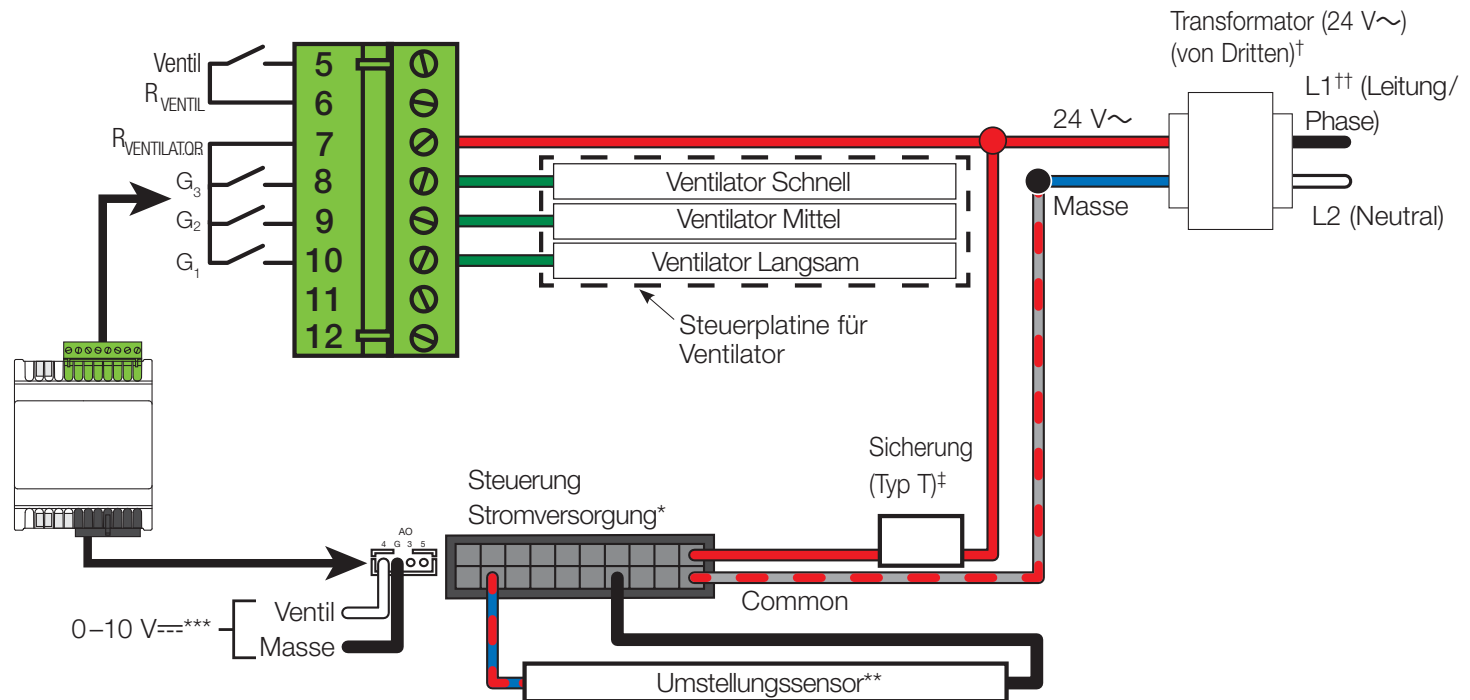 Transformator (24 V∼)
(von Dritten)†
L1†† (Leitung/
Phase)
24 V∼
Masse
L2 (Neutral)
Ventil
R VENTIL
R VENTILATOR
G3
G2
G1
5
6
7
8
9
10
11
12
Ventilator Schnell
Ventilator Mittel
Ventilator Langsam
Steuerplatine für
Ventilator
Sicherung
(Typ T)‡
Steuerung
Stromversorgung*
AO
4 G 3 5
Common
0–10 V⎓***
Ventil
Masse
Umstellungssensor**